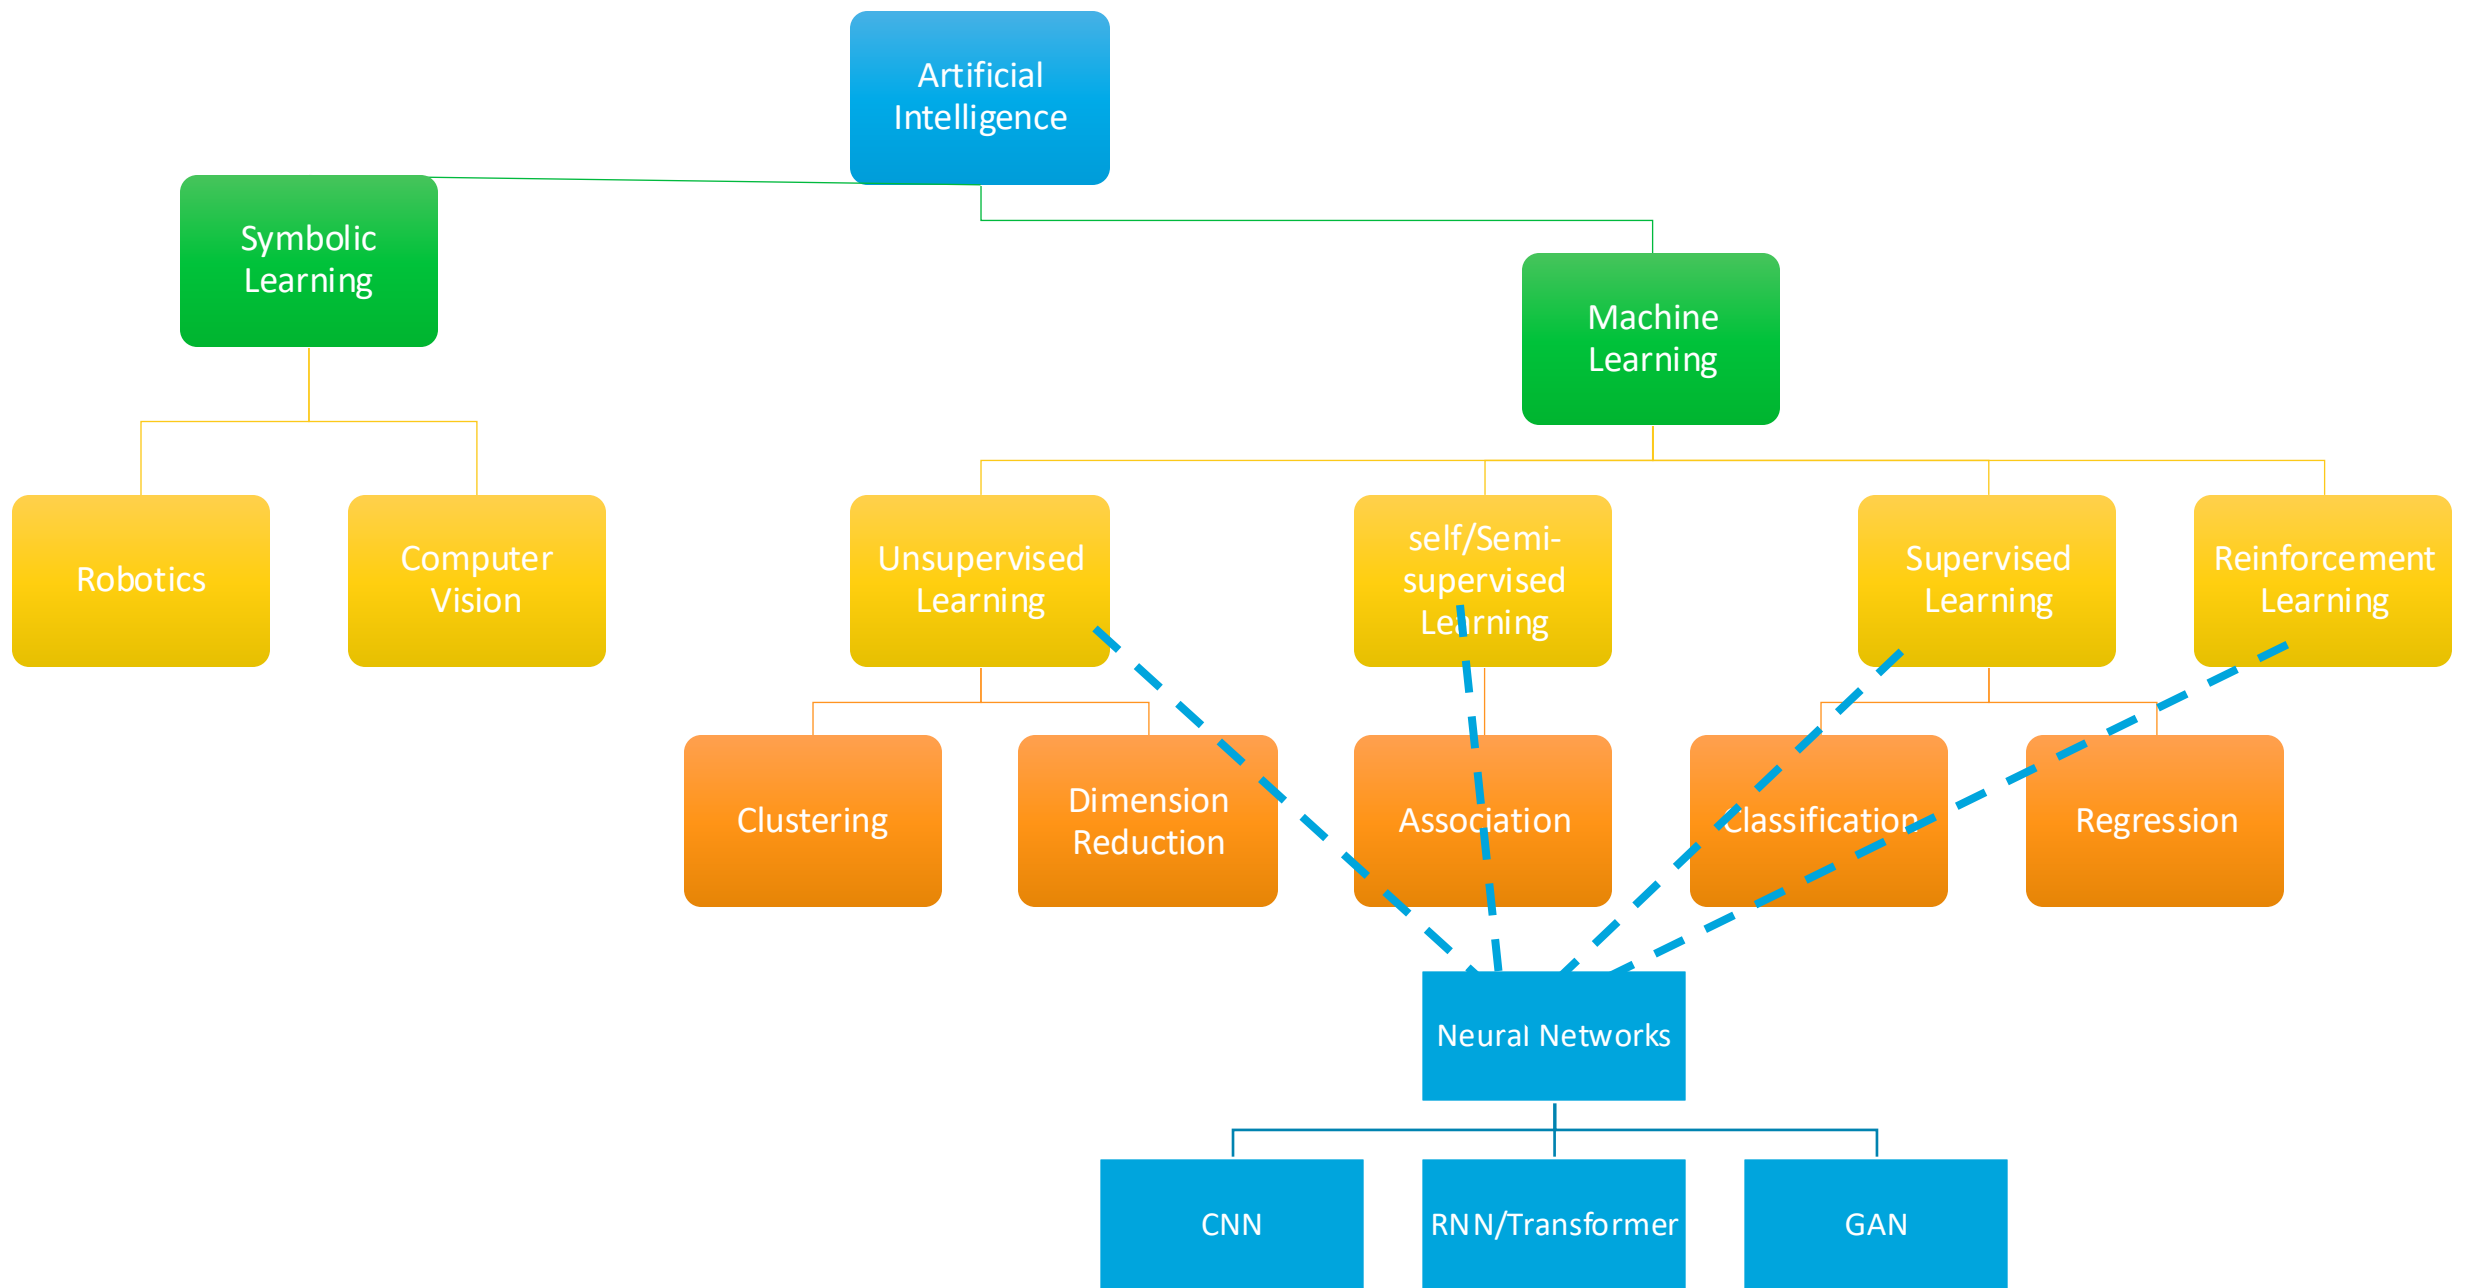 Artificial
Intelligence
Symbolic
Learning
Machine
Learning
Robotics
Computer
Vision
Unsupervised
Learning
self/Semi-
supervised
Learning
Supervised
Learning
Reinforcement
Learning
Clustering
Dimension
Reduction
Association
Classification
Regression
Neural Networks
CNN
RNN/Transformer
GAN